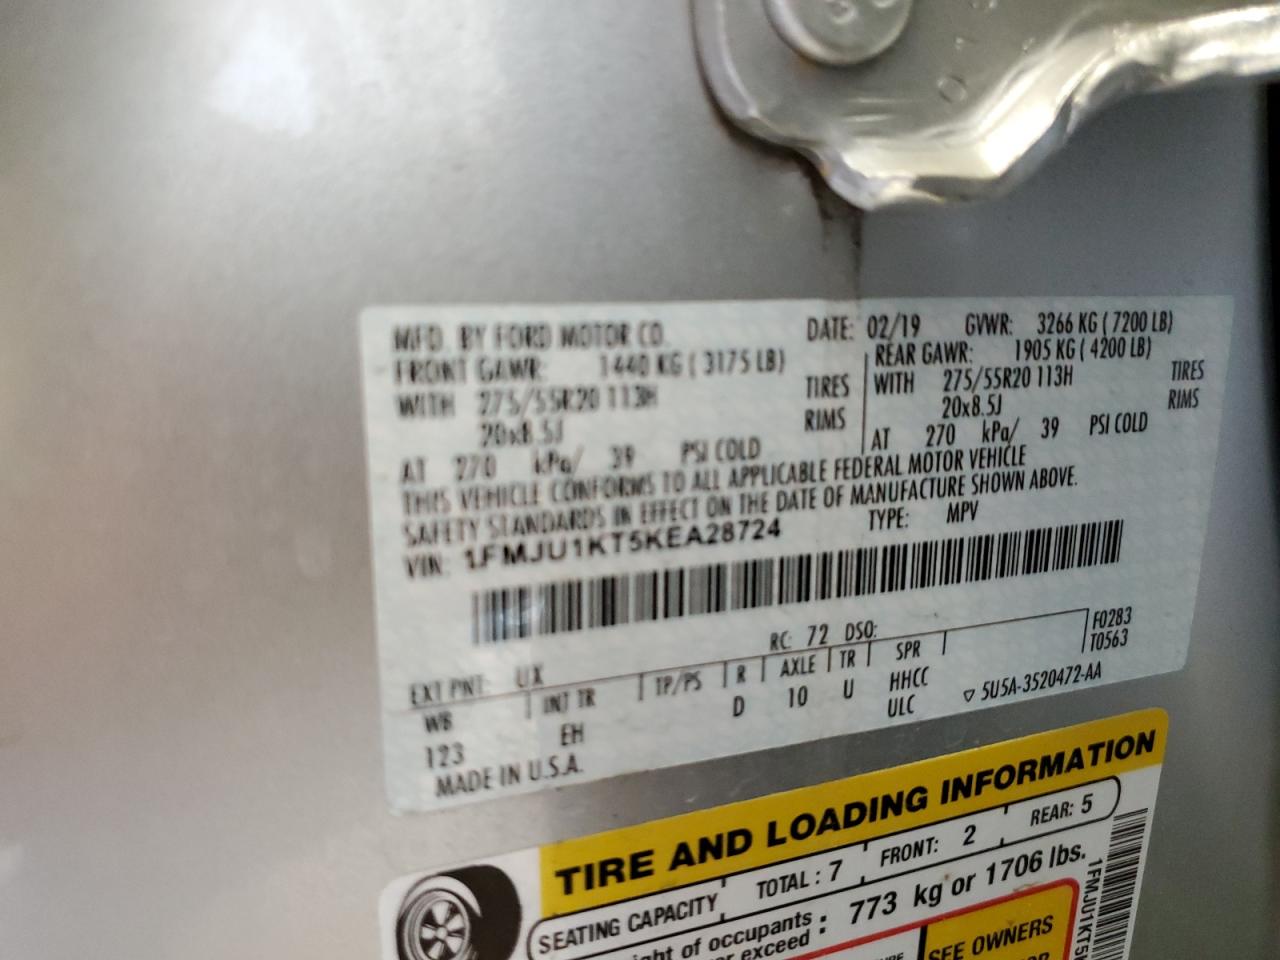 MFD. BY FORD MOTOR CO. DATE: 02/19 GVWR: 3266 KG ( 7200 LB)
FRONT GAWR: 1440 KG ( 3175 LB) REAR GAWR: 1905 KG ( 4200 LB)
WITH 275/55R20 113H TIRES WITH 275/55R20 113H TIRES
20x8.5J RIMS 20x8.5J RIMS
AT 270 kPa/ 39 PSI COLD AT 270 kPa/ 39 PSI COLD
THIS VEHICLE CONFORMS TO ALL APPLICABLE FEDERAL MOTOR VEHICLE
SAFETY STANDARDS IN EFFECT ON THE DATE OF MANUFACTURE SHOWN ABOVE.
VIN: 1FMJU1KT5KEA28724 TYPE: MPV
EXT PNT: UX RC: 72 DSO: F0283
T0563
WB INT TR TP/PS R AXLE TR SPR
123 EH D 10 U HHCC
ULC
MADE IN U.S.A. ▽ 5U5A-3520472-AA
TIRE AND LOADING INFORMATION
SEATING CAPACITY TOTAL : 7 FRONT: 2 REAR: 5
of occupants : 773 kg or 1706 lbs.
exceed
SEE OWNERS